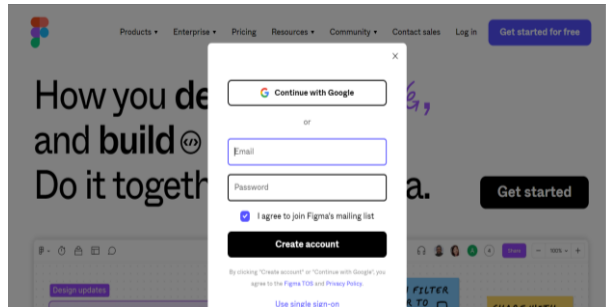 Products Enterprise Pricing Resources Community Contact sales Log in Get started for free
How you de
and build
Do it togeth a.
Get started
Continue with Google
or
Email
Password
I agree to join Figma's mailing list
Create account
By clicking "Create account" or "Continue with Google", you
agree to the Figma TOS and Privacy Policy.
Use single sign-on
Design updates
Share
FILTER
TO